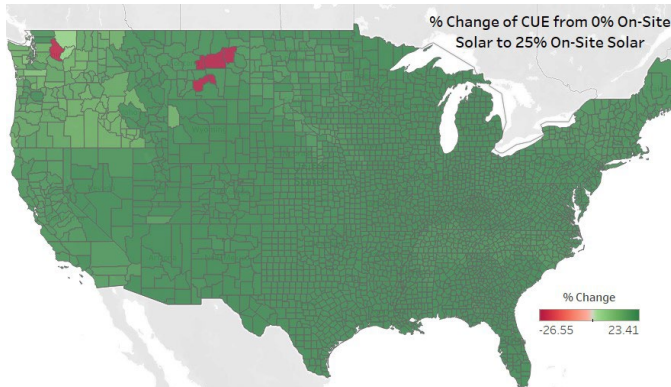 % Change of CUE from 0% On-Site
Solar to 25% On-Site Solar
% Change
-26.55 23.41